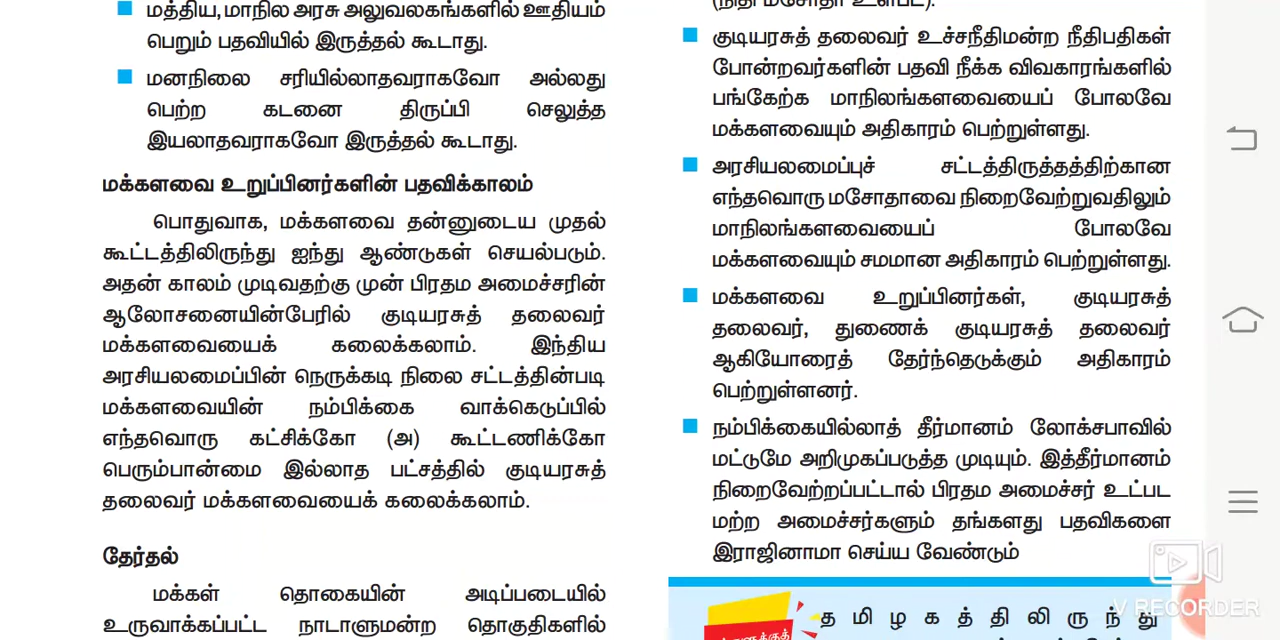 மத்திய, மாநில அரசு அலுவலகங்களில் ஊதியம்
பெறும் பதவியில் இருத்தல் கூடாது.
மனநிலை சரியில்லாதவராகவோ அல்லது
பெற்ற கடனை திருப்பி செலுத்த
இயலாதவராகவோ இருத்தல் கூடாது.
மக்களவை உறுப்பினர்களின் பதவிக்காலம்
பொதுவாக, மக்களவை தன்னுடைய முதல்
கூட்டத்திலிருந்து ஐந்து ஆண்டுகள் செயல்படும்.
அதன் காலம் முடிவதற்கு முன் பிரதம அமைச்சரின்
ஆலோசனையின்பேரில் குடியரசுத் தலைவர்
மக்களவையைக் கலைக்கலாம். இந்திய
அரசியலமைப்பின் நெருக்கடி நிலை சட்டத்தின்படி
மக்களவையின் நம்பிக்கை வாக்கெடுப்பில்
எந்தவொரு கட்சிக்கோ (அ) கூட்டணிக்கோ
பெரும்பான்மை இல்லாத பட்சத்தில் குடியரசுத்
தலைவர் மக்களவையைக் கலைக்கலாம்.
தேர்தல்
மக்கள் தொகையின் அடிப்படையில்
உருவாக்கப்பட்ட நாடாளுமன்ற தொகுதிகளில்
(நிதி மசோதா உள்பட).
குடியரசுத் தலைவர் உச்சநீதிமன்ற நீதிபதிகள்
போன்றவர்களின் பதவி நீக்க விவகாரங்களில்
பங்கேற்க மாநிலங்களவையைப் போலவே
மக்களவையும் அதிகாரம் பெற்றுள்ளது.
அரசியலமைப்புச் சட்டத்திருத்தத்திற்கான
எந்தவொரு மசோதாவை நிறைவேற்றுவதிலும்
மாநிலங்களவையைப் போலவே
மக்களவையும் சமமான அதிகாரம் பெற்றுள்ளது.
மக்களவை உறுப்பினர்கள், குடியரசுத்
தலைவர், துணைக் குடியரசுத் தலைவர்
ஆகியோரைத் தேர்ந்தெடுக்கும் அதிகாரம்
பெற்றுள்ளனர்.
நம்பிக்கையில்லாத் தீர்மானம் லோக்சபாவில்
மட்டுமே அறிமுகப்படுத்த முடியும். இத்தீர்மானம்
நிறைவேற்றப்பட்டால் பிரதம அமைச்சர் உட்பட
மற்ற அமைச்சர்களும் தங்களது பதவிகளை
இராஜினாமா செய்ய வேண்டும்
தமிழகத்திலிருந்து
V RECORDER